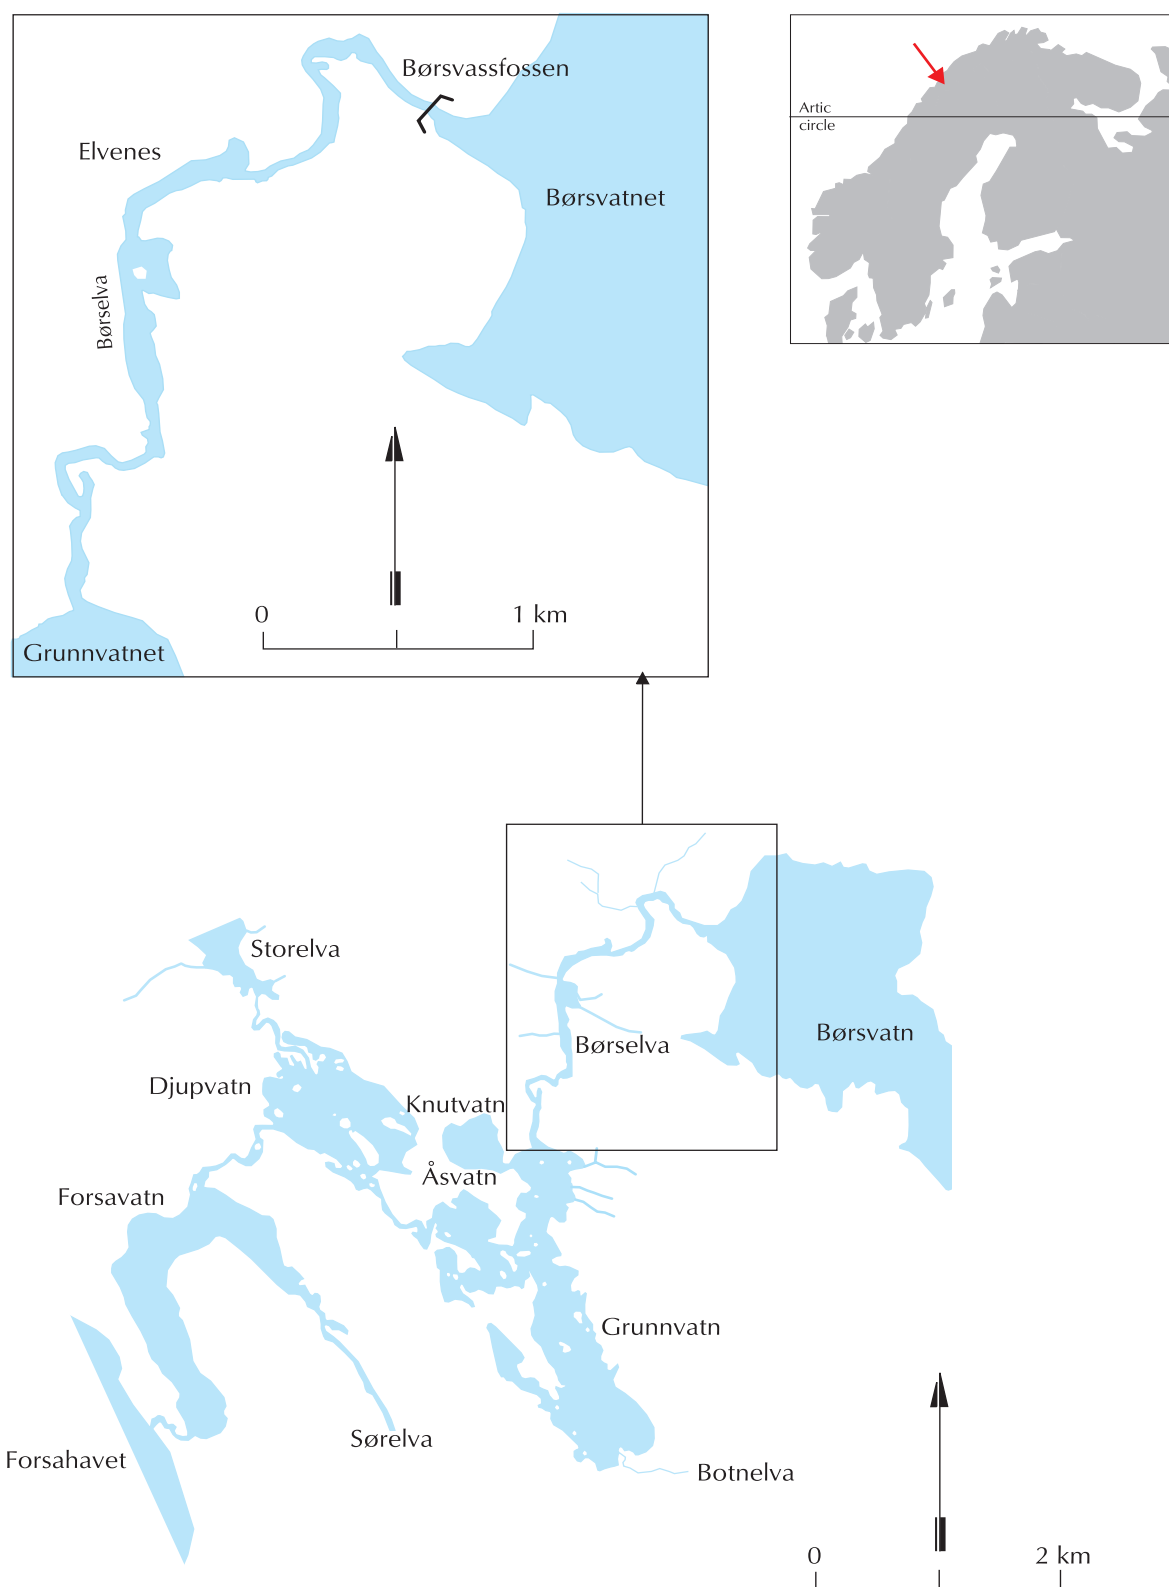 Børsvassfossen
Elvenes
Børsvatnet
Børselva
0
1 km
Grunnvatnet
Artic
circle
Storelva
Børsvatn
Børselva
Djupvatn
Knutvatn
Åsvatn
Forsavatn
Grunnvatn
Sørelva
Forsahavet
Botnelva
0
2 km